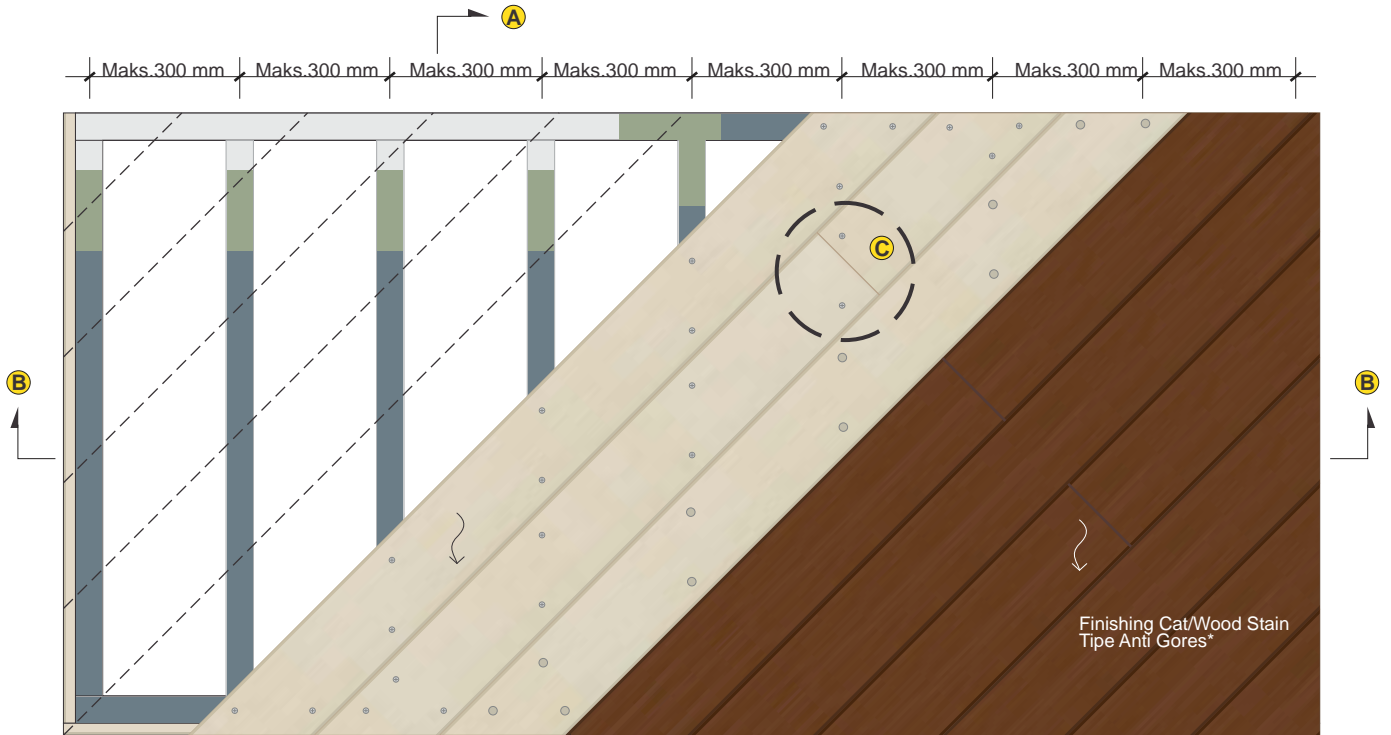 A
Maks.300 mm Maks.300 mm Maks.300 mm Maks.300 mm Maks.300 mm Maks.300 mm Maks.300 mm Maks.300 mm
C
B
B
Finishing Cat/Wood Stain
Tipe Anti Gores*